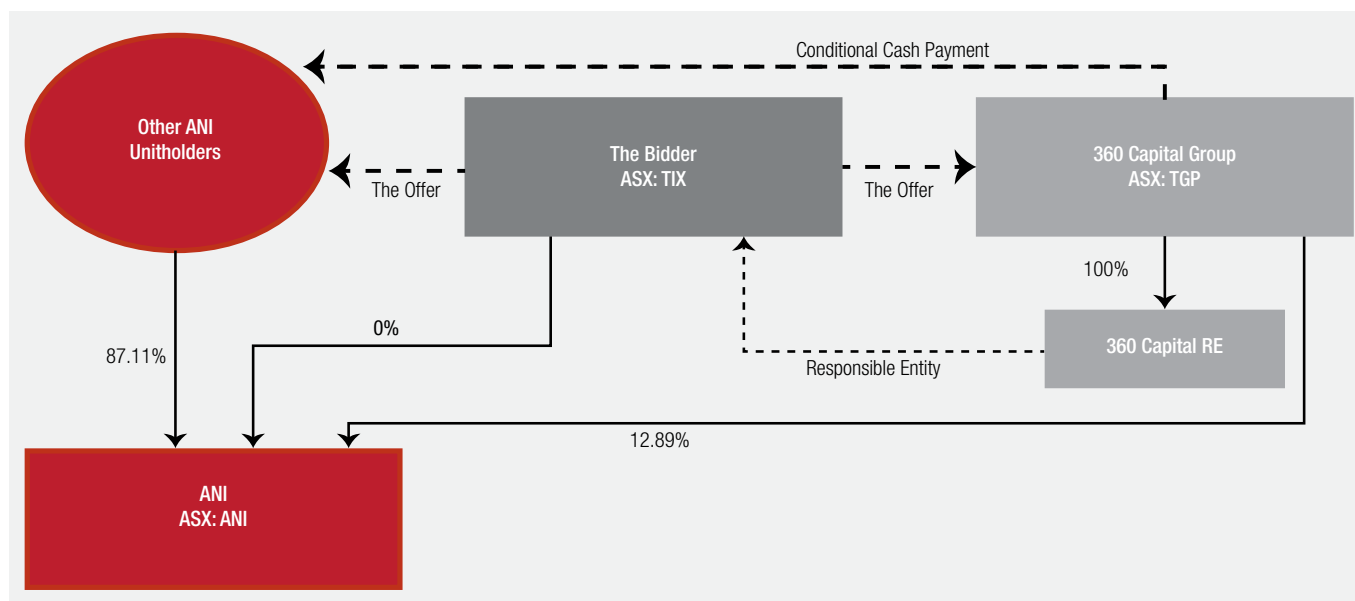 Conditional Cash Payment
Other ANI
Unitholders
The Bidder
ASX: TIX
360 Capital Group
ASX: TGP
The Offer
The Offer
100%
0%
87.11%
360 Capital RE
Responsible Entity
12.89%
ANI
ASX: ANI